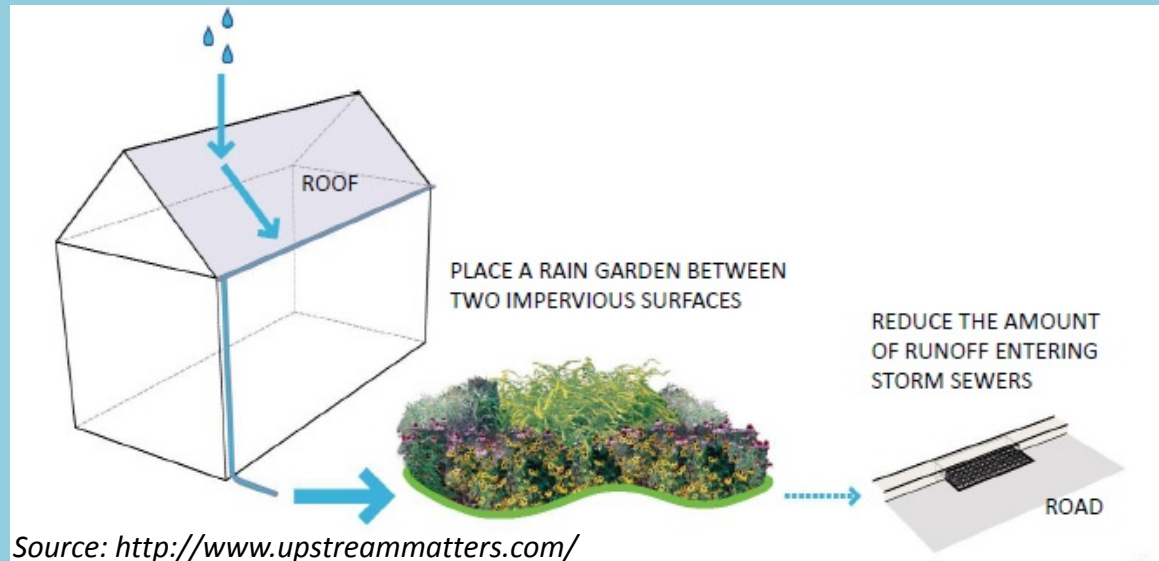 ROOF
PLACE A RAIN GARDEN BETWEEN
TWO IMPERVIOUS SURFACES
REDUCE THE AMOUNT
OF RUNOFF ENTERING
STORM SEWERS
ROAD
Source: http://www.upstreammatters.com/